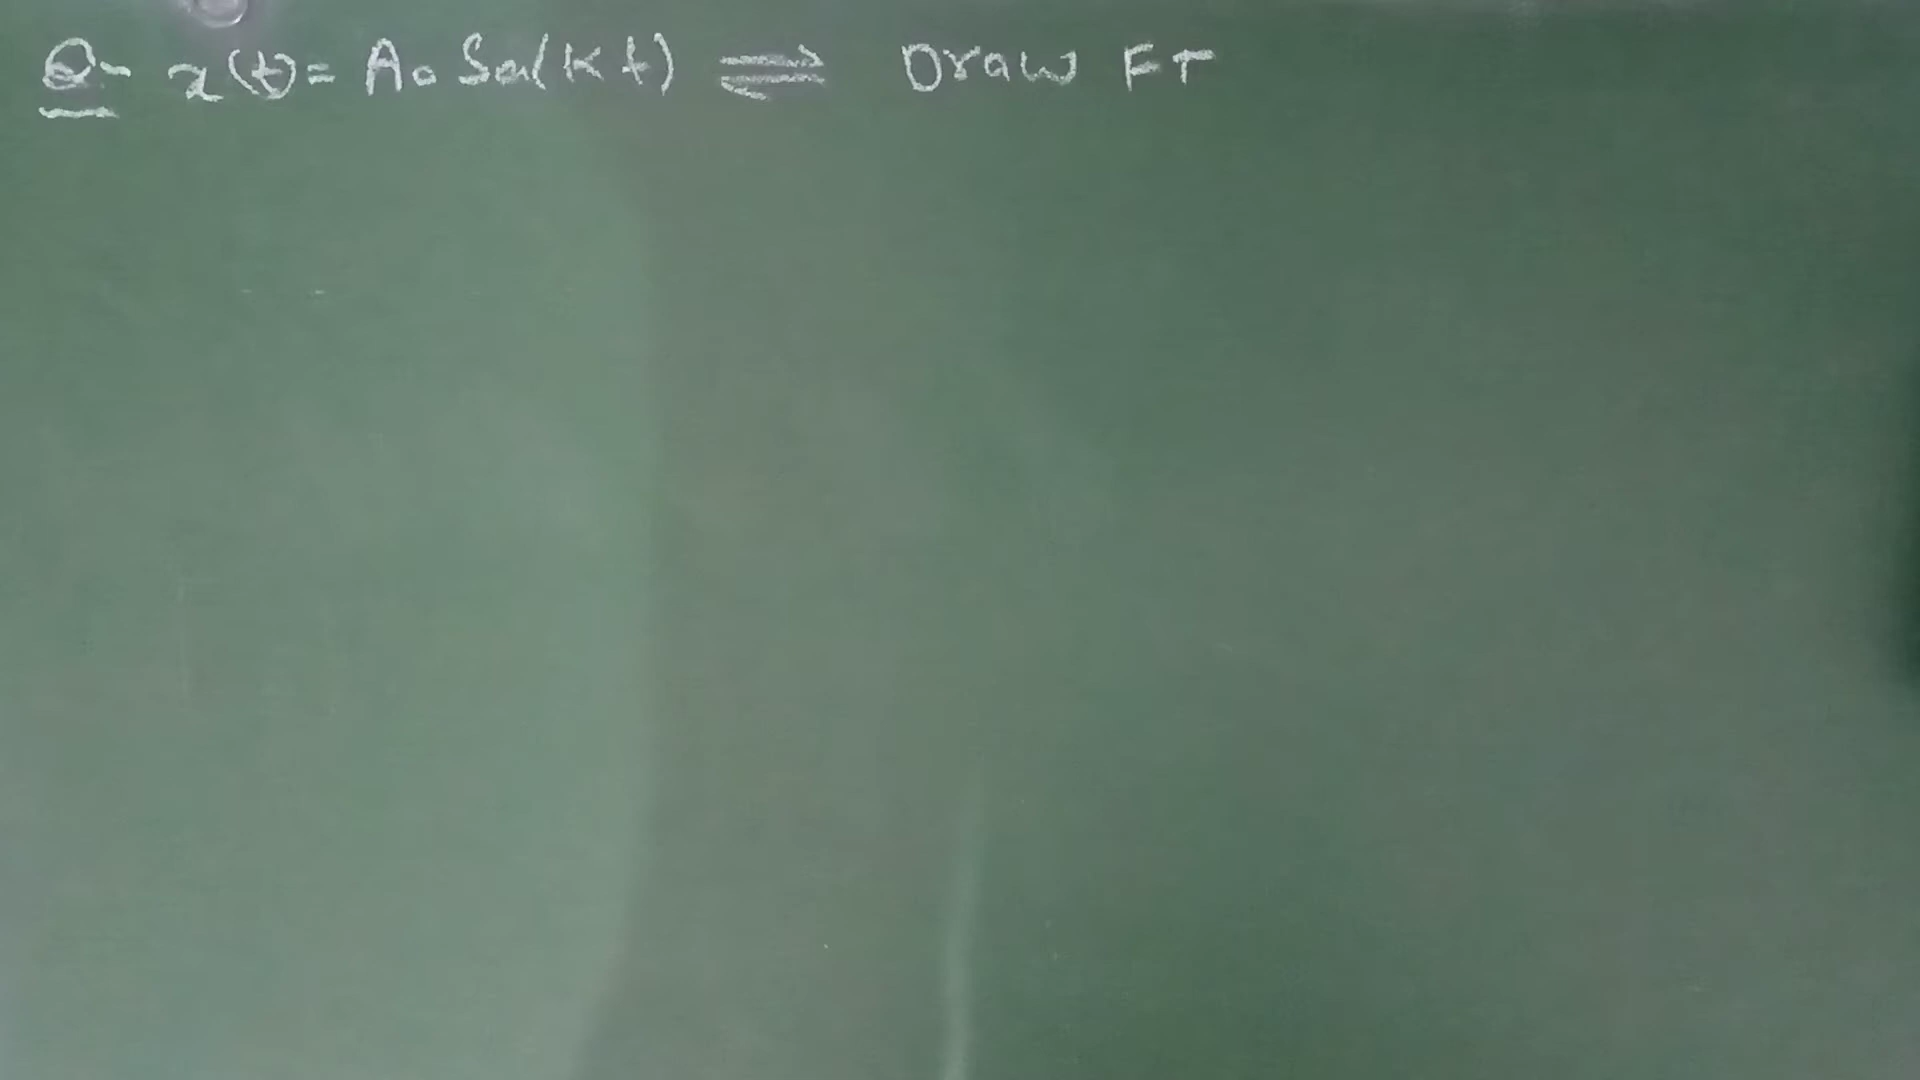 Q- x(t) = A₀ Sa(Kt) ⇌ Draw FT